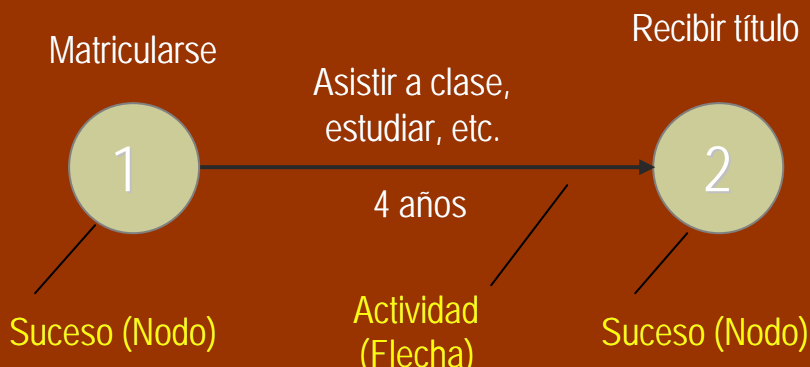 Matricularse
Recibir título
Asistir a clase,
estudiar, etc.
1
2
4 años
Suceso (Nodo)
Actividad
(Flecha)
Suceso (Nodo)